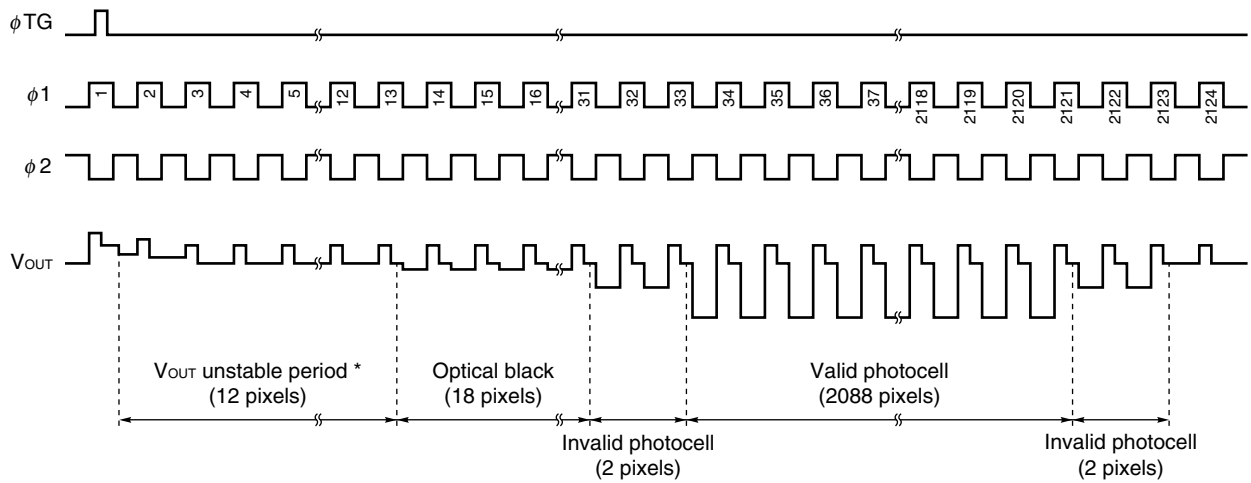 ϕTG
ϕ1
1 2 3 4 5 12 13 14 15 16 31 32 33 34 35 36 37 2118 2119 2120 2121 2122 2123 2124
ϕ2
VOUT
VOUT unstable period *
(12 pixels)
Optical black
(18 pixels)
Invalid photocell
(2 pixels)
Valid photocell
(2088 pixels)
Invalid photocell
(2 pixels)